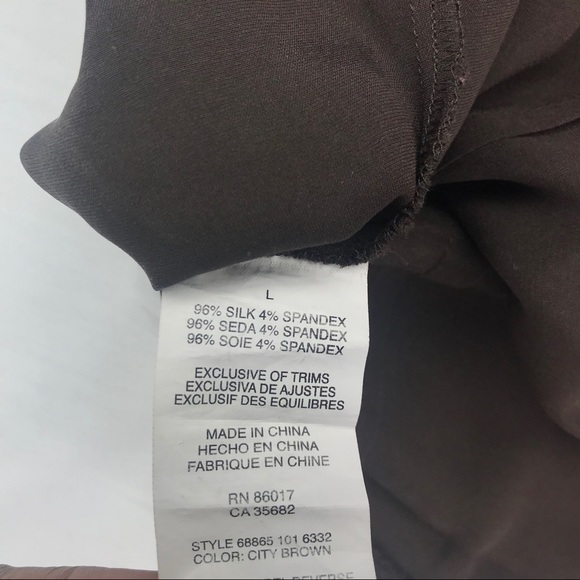 L
96% SILK 4% SPANDEX
96% SEDA 4% SPANDEX
96% SOIE 4% SPANDEX
EXCLUSIVE OF TRIMS
EXCLUSIVA DE AJUSTES
EXCLUSIF DES EQUILIBRES
MADE IN CHINA
HECHO EN CHINA
FABRIQUE EN CHINE
RN 86017
CA 35682
STYLE 68865 101 6332
COLOR: CITY BROWN
REVERSE